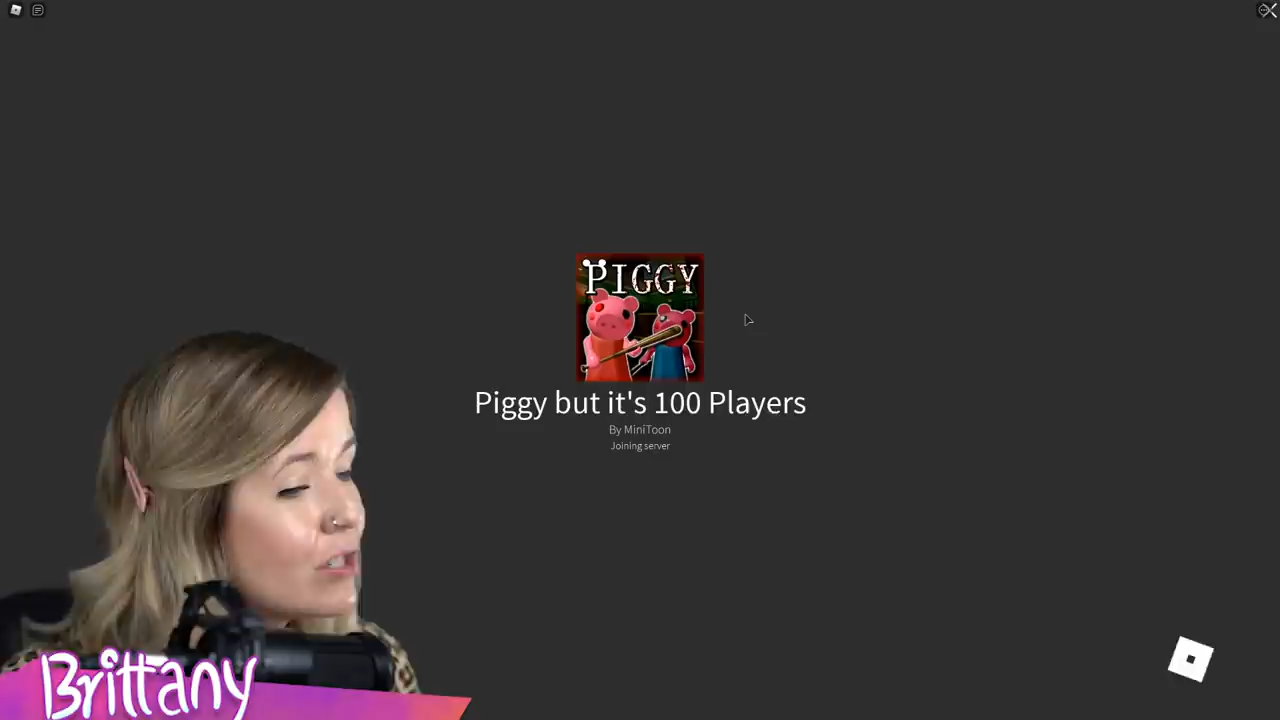 PIGGY
Piggy but it's 100 Players
By MiniToon
Joining server
Brittany